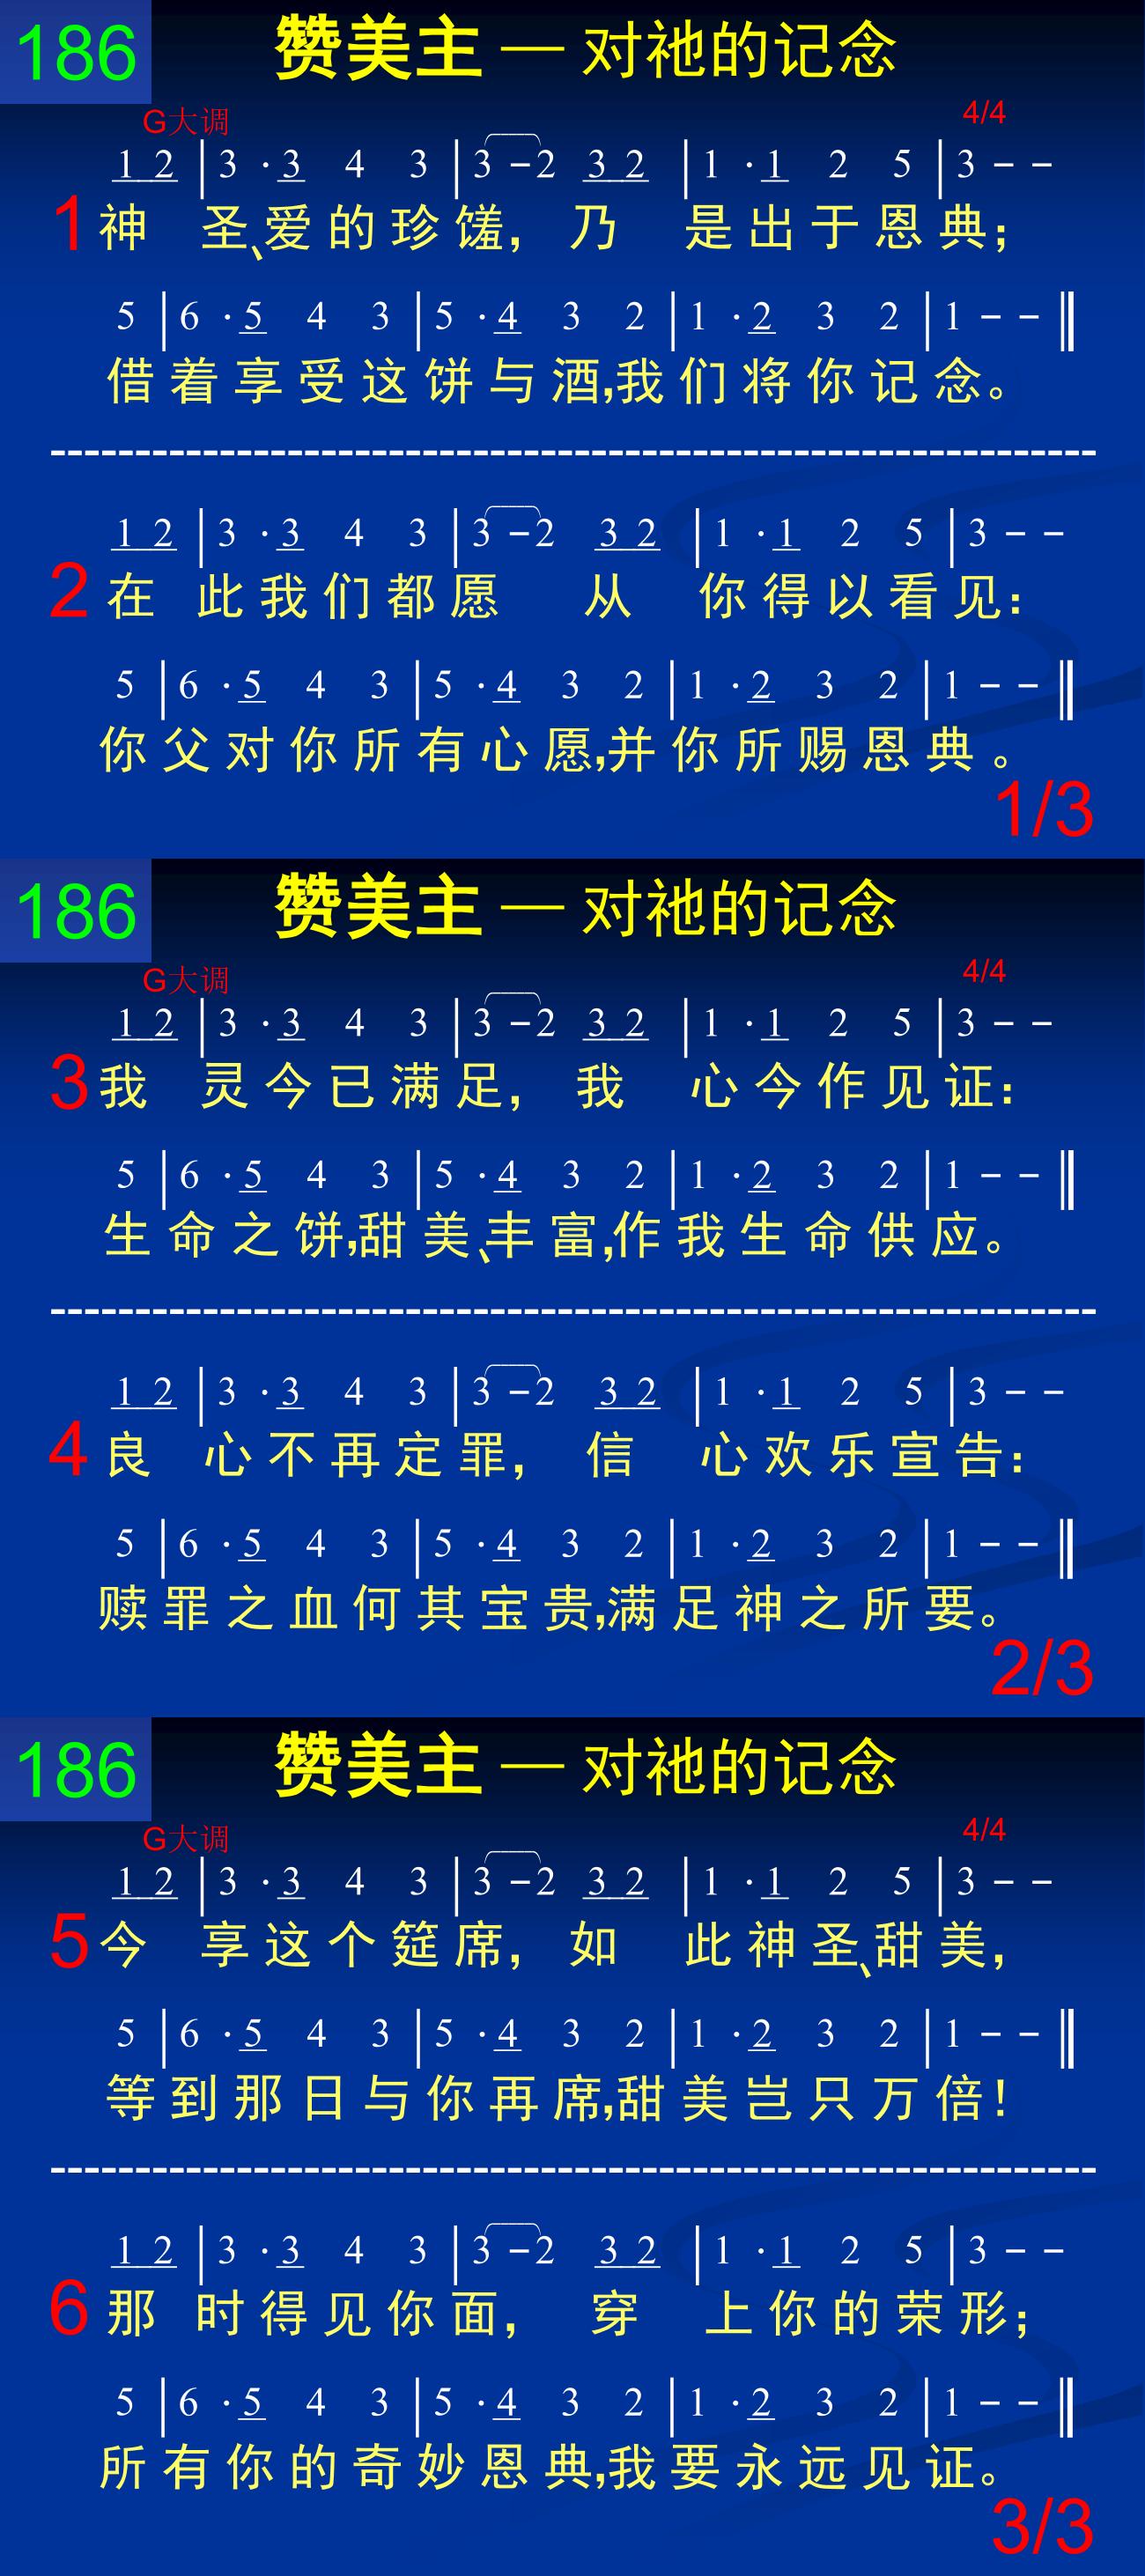 186 赞美主 — 对祂的记念
G大调 4/4
1 2 | 3 · 3 4 3 | 3 – 2 3 2 | 1 · 1 2 5 | 3 – –
1 神 圣、爱的珍馐， 乃 是出于恩典；
5 | 6 · 5 4 3 | 5 · 4 3 2 | 1 · 2 3 2 | 1 – – ‖
借着享受这饼与酒,我们将你记念。
1 2 | 3 · 3 4 3 | 3 – 2 3 2 | 1 · 1 2 5 | 3 – –
2 在 此我们都愿 从 你得以看见：
5 | 6 · 5 4 3 | 5 · 4 3 2 | 1 · 2 3 2 | 1 – – ‖
你父对你所有心愿,并你所赐恩典。
1/3
186 赞美主 — 对祂的记念
G大调 4/4
1 2 | 3 · 3 4 3 | 3 – 2 3 2 | 1 · 1 2 5 | 3 – –
3 我 灵今已满足， 我 心今作见证：
5 | 6 · 5 4 3 | 5 · 4 3 2 | 1 · 2 3 2 | 1 – – ‖
生命之饼,甜美、丰富,作我生命供应。
1 2 | 3 · 3 4 3 | 3 – 2 3 2 | 1 · 1 2 5 | 3 – –
4 良 心不再定罪， 信 心欢乐宣告：
5 | 6 · 5 4 3 | 5 · 4 3 2 | 1 · 2 3 2 | 1 – – ‖
赎罪之血何其宝贵,满足神之所要。
2/3
186 赞美主 — 对祂的记念
G大调 4/4
1 2 | 3 · 3 4 3 | 3 – 2 3 2 | 1 · 1 2 5 | 3 – –
5 今 享这个筵席， 如 此神圣、甜美，
5 | 6 · 5 4 3 | 5 · 4 3 2 | 1 · 2 3 2 | 1 – – ‖
等到那日与你再席,甜美岂只万倍！
1 2 | 3 · 3 4 3 | 3 – 2 3 2 | 1 · 1 2 5 | 3 – –
6 那 时得见你面， 穿 上你的荣形；
5 | 6 · 5 4 3 | 5 · 4 3 2 | 1 · 2 3 2 | 1 – – ‖
所有你的奇妙恩典,我要永远见证。
3/3